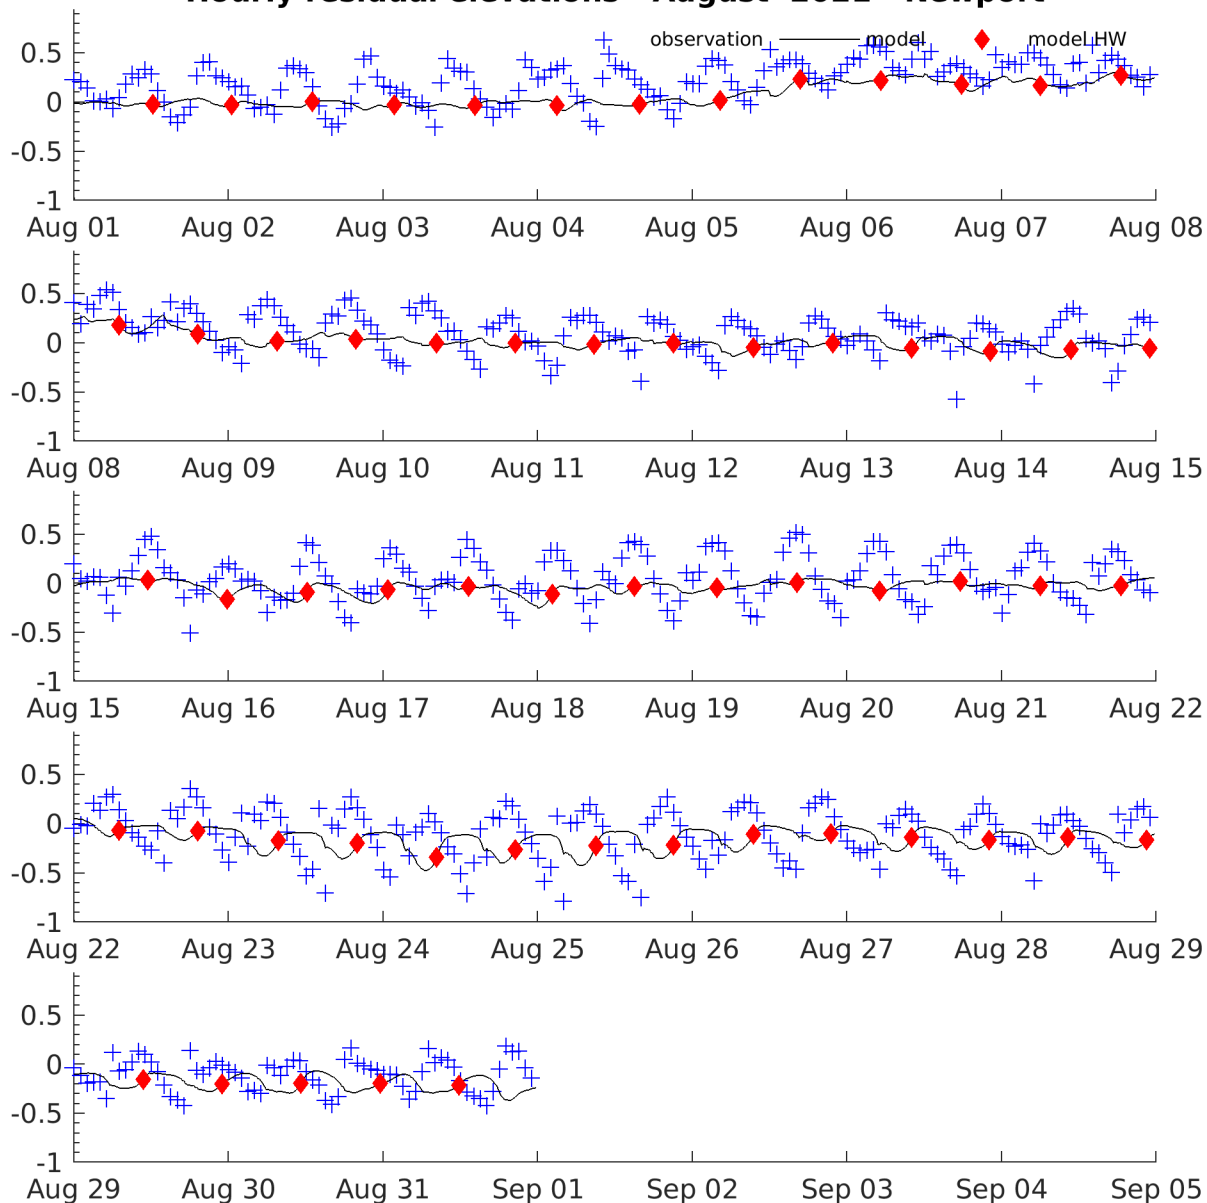 Hourly residual elevations - August 2021 - Newport
observation model model HW
0.5
0
-0.5
-1
Aug 01 Aug 02 Aug 03 Aug 04 Aug 05 Aug 06 Aug 07 Aug 08
0.5
0
-0.5
-1
Aug 08 Aug 09 Aug 10 Aug 11 Aug 12 Aug 13 Aug 14 Aug 15
0.5
0
-0.5
-1
Aug 15 Aug 16 Aug 17 Aug 18 Aug 19 Aug 20 Aug 21 Aug 22
0.5
0
-0.5
-1
Aug 22 Aug 23 Aug 24 Aug 25 Aug 26 Aug 27 Aug 28 Aug 29
0.5
0
-0.5
-1
Aug 29 Aug 30 Aug 31 Sep 01 Sep 02 Sep 03 Sep 04 Sep 05